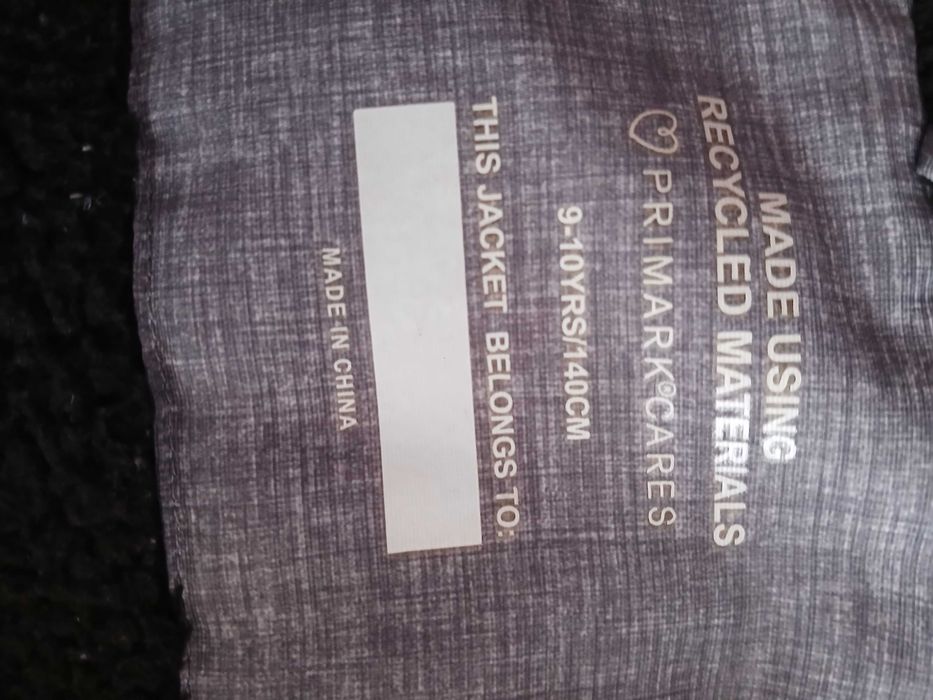 MADE USING
RECYCLED MATERIALS
PRIMARK®CARES
9-10YRS/140CM
THIS JACKET BELONGS TO:
MADE IN CHINA